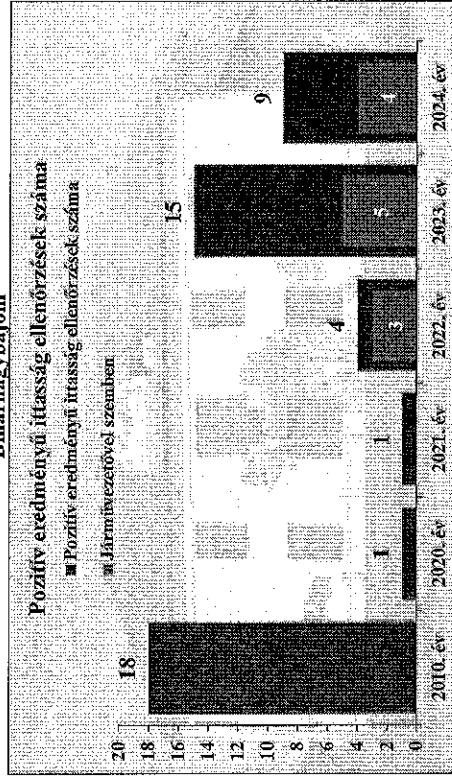 Biharnagybajom
Pozitív eredményű ittasság ellenőrzések száma
Pozitív eredményű ittasság ellenőrzések száma
Járművezetővel szemben
20
18
16
14
12
10
8
6
4
2
0
18
1
1
4
3
15
5
9
4
2010. év
2020. év
2021. év
2022. év
2023. év
2024. év